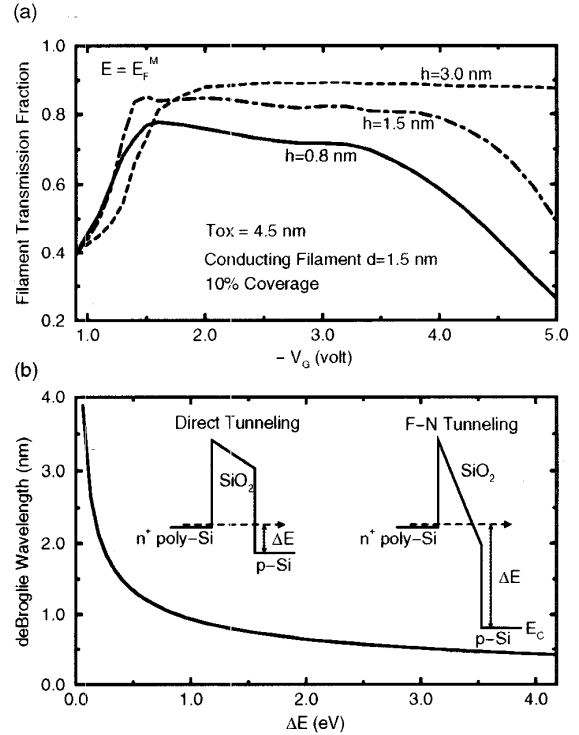 (a)
1.0
0.8
0.6
0.4
0.2
Filament Transmission Fraction
E = E_F^M
h=3.0 nm
h=1.5 nm
h=0.8 nm
Tox = 4.5 nm
Conducting Filament d=1.5 nm
10% Coverage
1.0 2.0 3.0 4.0 5.0
− V_G (volt)
(b)
4.0
3.0
2.0
1.0
0.0
deBroglie Wavelength (nm)
Direct Tunneling
F−N Tunneling
SiO₂
SiO₂
n⁺ poly−Si
ΔE
p−Si
n⁺ poly−Si
ΔE
E_C
p−Si
0.0 1.0 2.0 3.0 4.0
ΔE (eV)